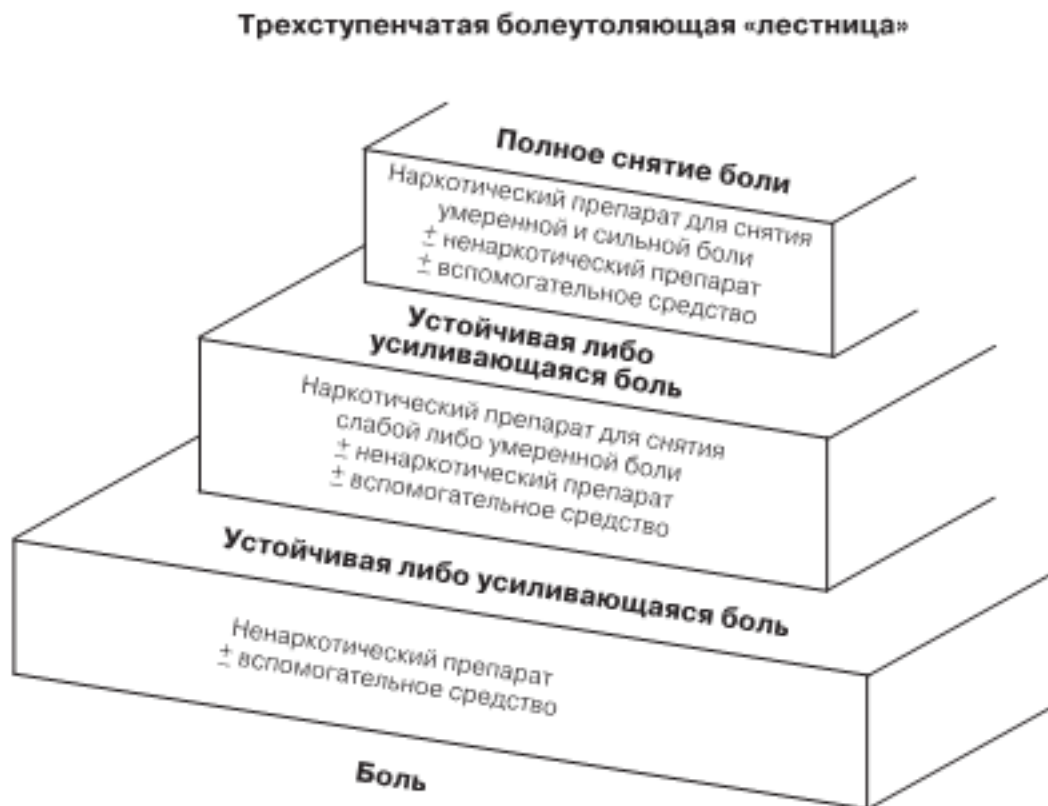 Трехступенчатая болеутоляющая «лестница»
Полное снятие боли
Наркотический препарат для снятия
умеренной и сильной боли
± ненаркотический препарат
± вспомогательное средство
Устойчивая либо
усиливающаяся боль
Наркотический препарат для снятия
слабой либо умеренной боли
± ненаркотический препарат
± вспомогательное средство
Устойчивая либо усиливающаяся боль
Ненаркотический препарат
± вспомогательное средство
Боль